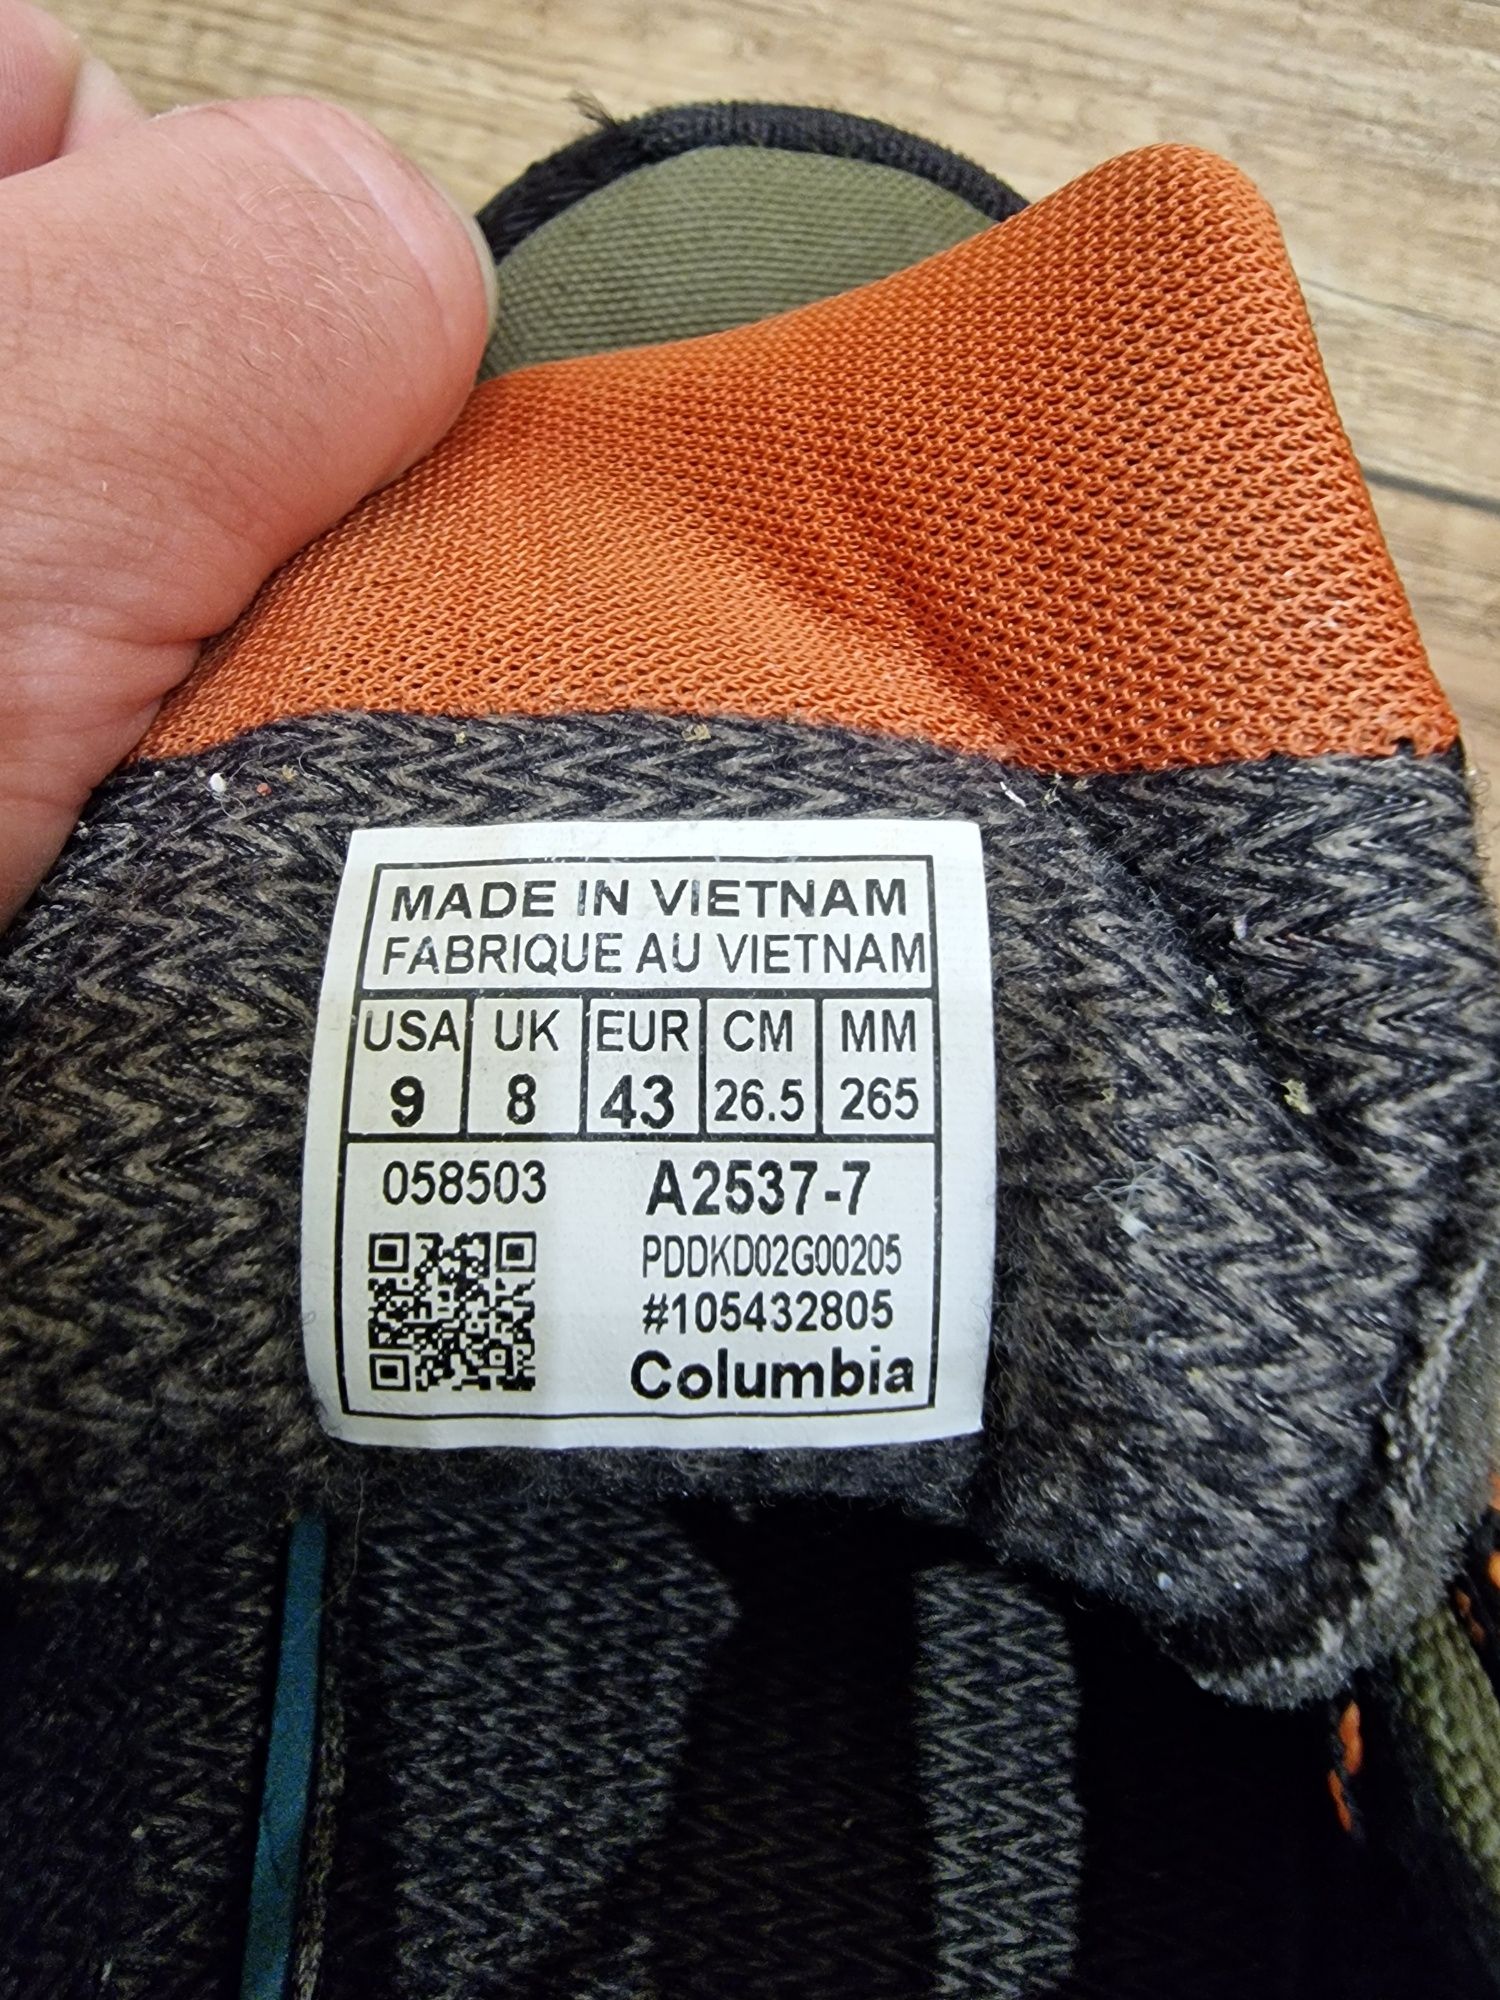 MADE IN VIETNAM
FABRIQUE AU VIETNAM
USA UK EUR CM MM
9 8 43 26.5 265
058503 A2537-7
PDDKD02G00205
#105432805
Columbia